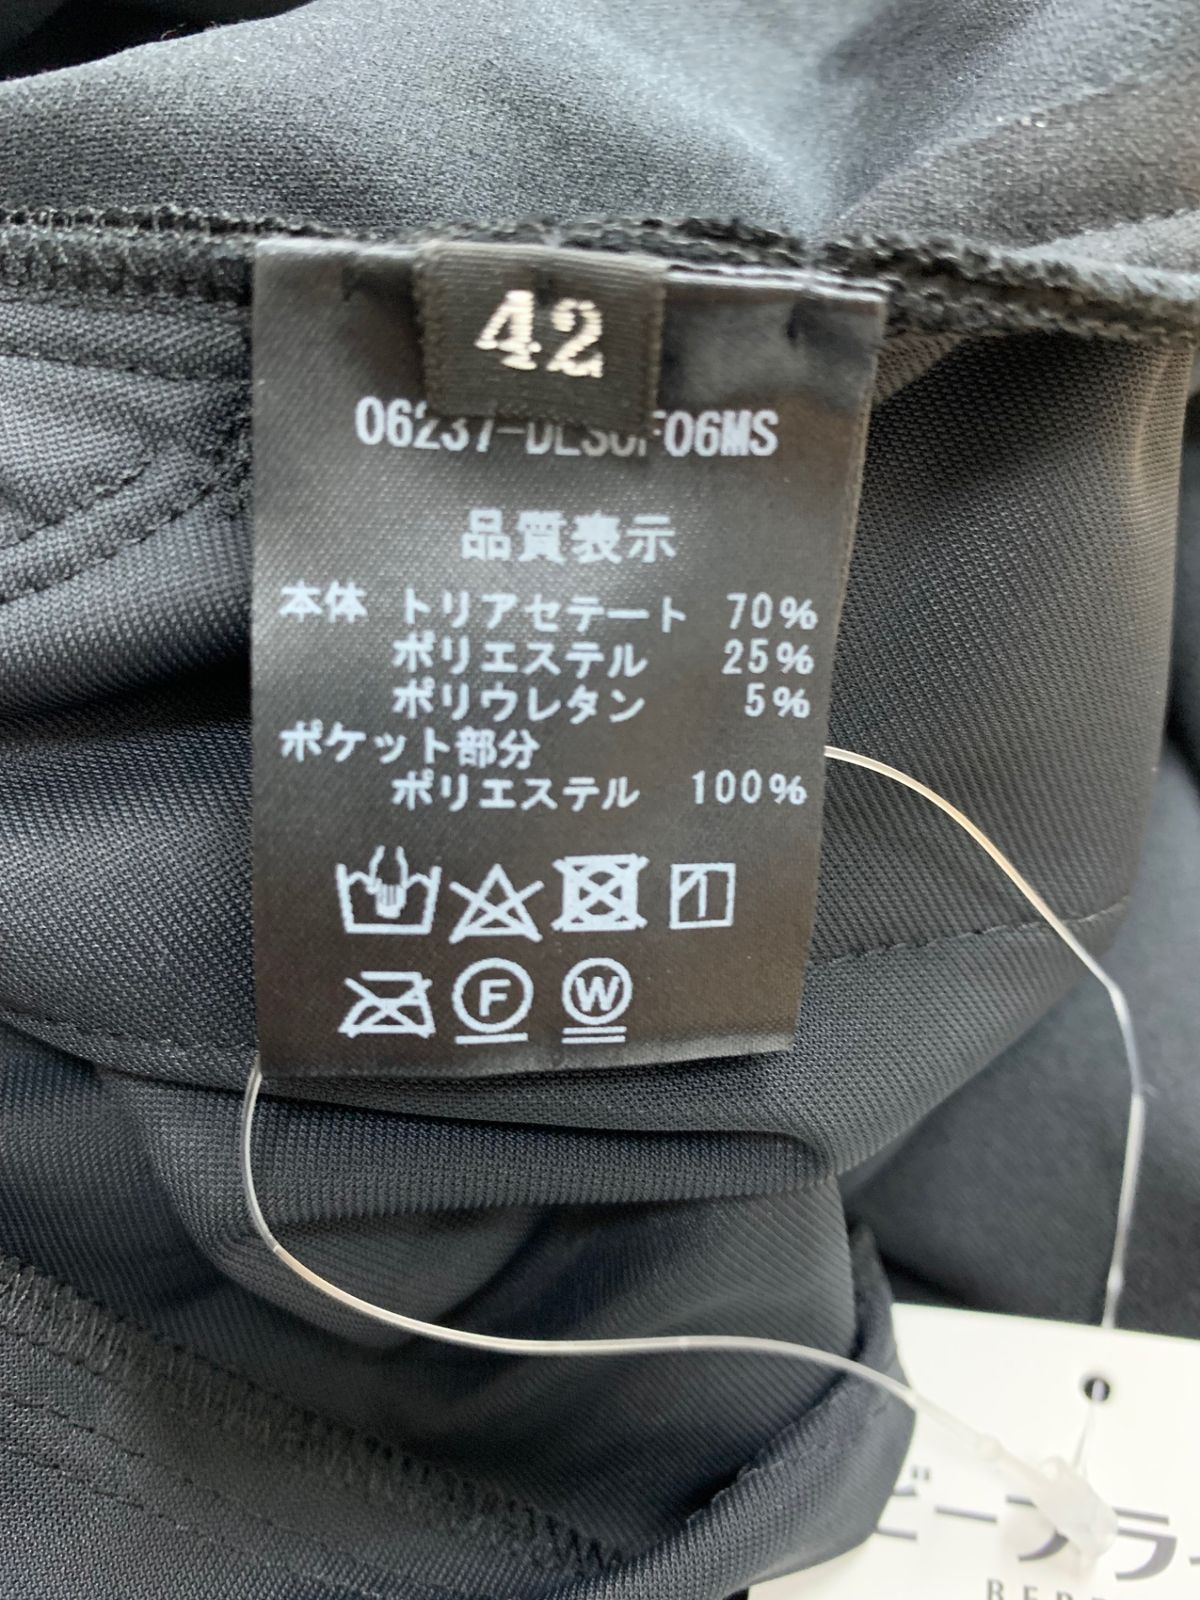 42
品質表示
本体 トリアセテート 70%
ポリエステル 25%
ポリウレタン 5%
ポケット部分
ポリエステル 100%
F W